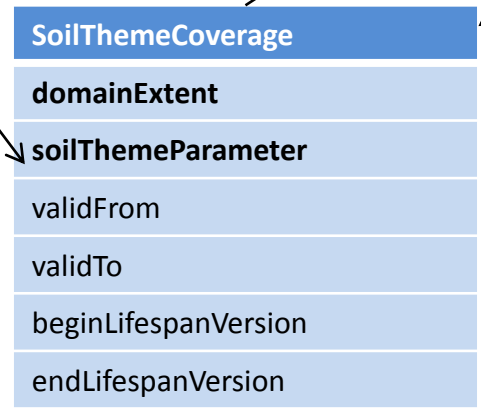 SoilThemeCoverage
domainExtent
soilThemeParameter
validFrom
validTo
beginLifespanVersion
endLifespanVersion